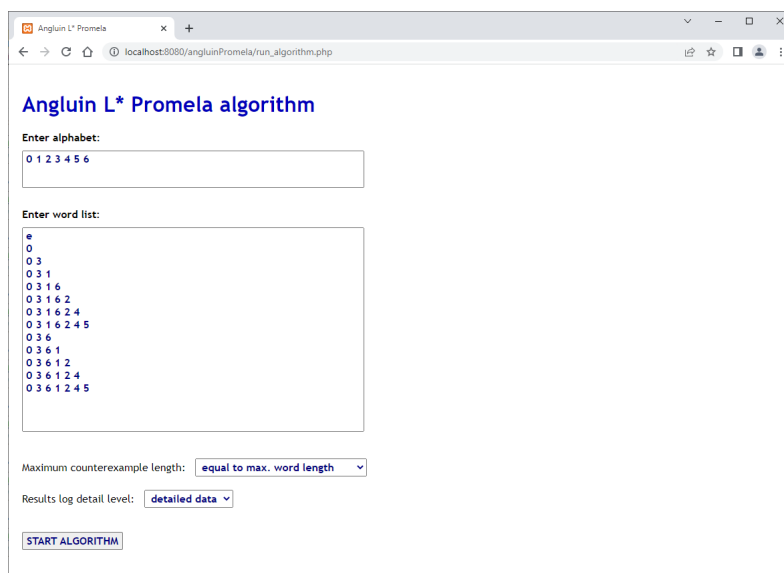 Angluin L* Promela
localhost:8080/angluinPromela/run_algorithm.php
Angluin L* Promela algorithm
Enter alphabet:
0 1 2 3 4 5 6
Enter word list:
e
0
0 3
0 3 1
0 3 1 6
0 3 1 6 2
0 3 1 6 2 4
0 3 1 6 2 4 5
0 3 6
0 3 6 1
0 3 6 1 2
0 3 6 1 2 4
0 3 6 1 2 4 5
Maximum counterexample length: equal to max. word length
Results log detail level: detailed data
START ALGORITHM